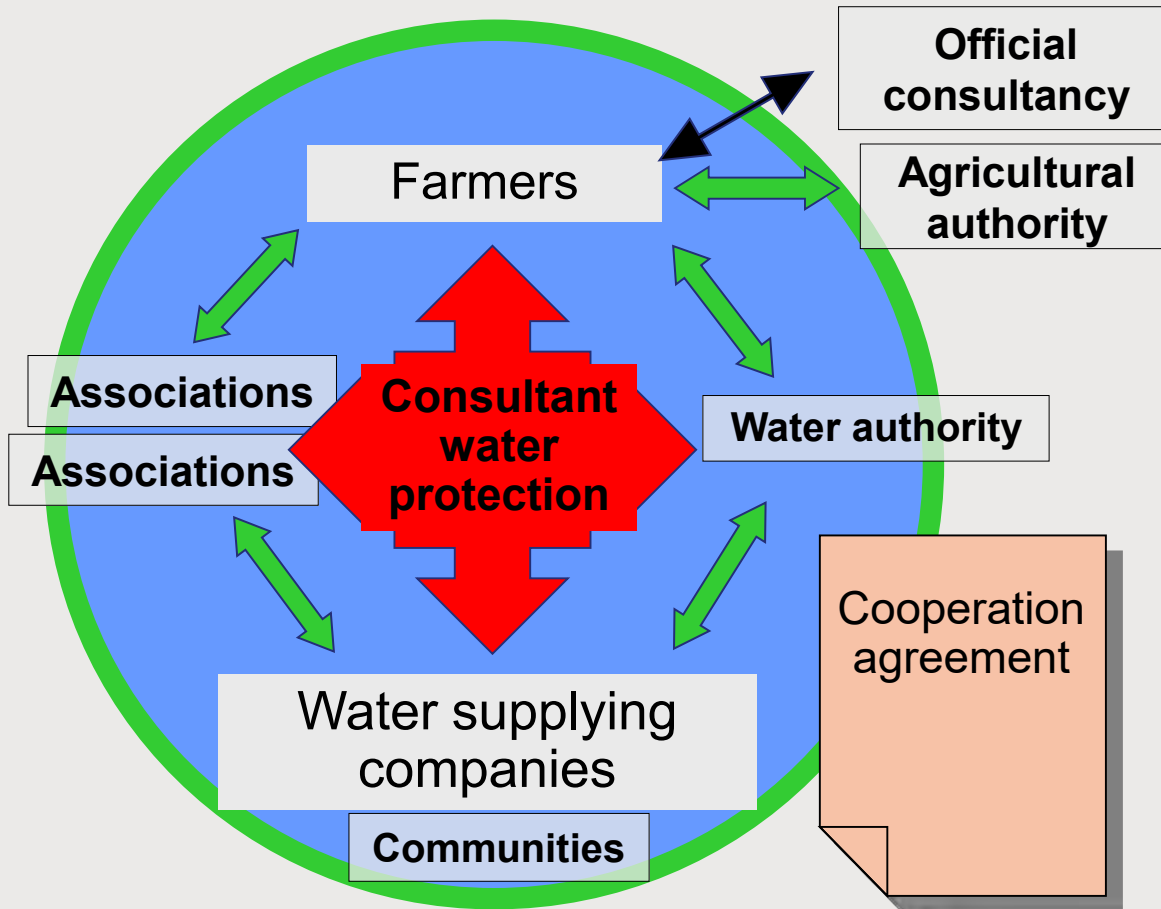 Official
consultancy
Farmers
Agricultural
authority
Associations
Associations
Consultant
water
protection
Water authority
Cooperation
agreement
Water supplying
companies
Communities